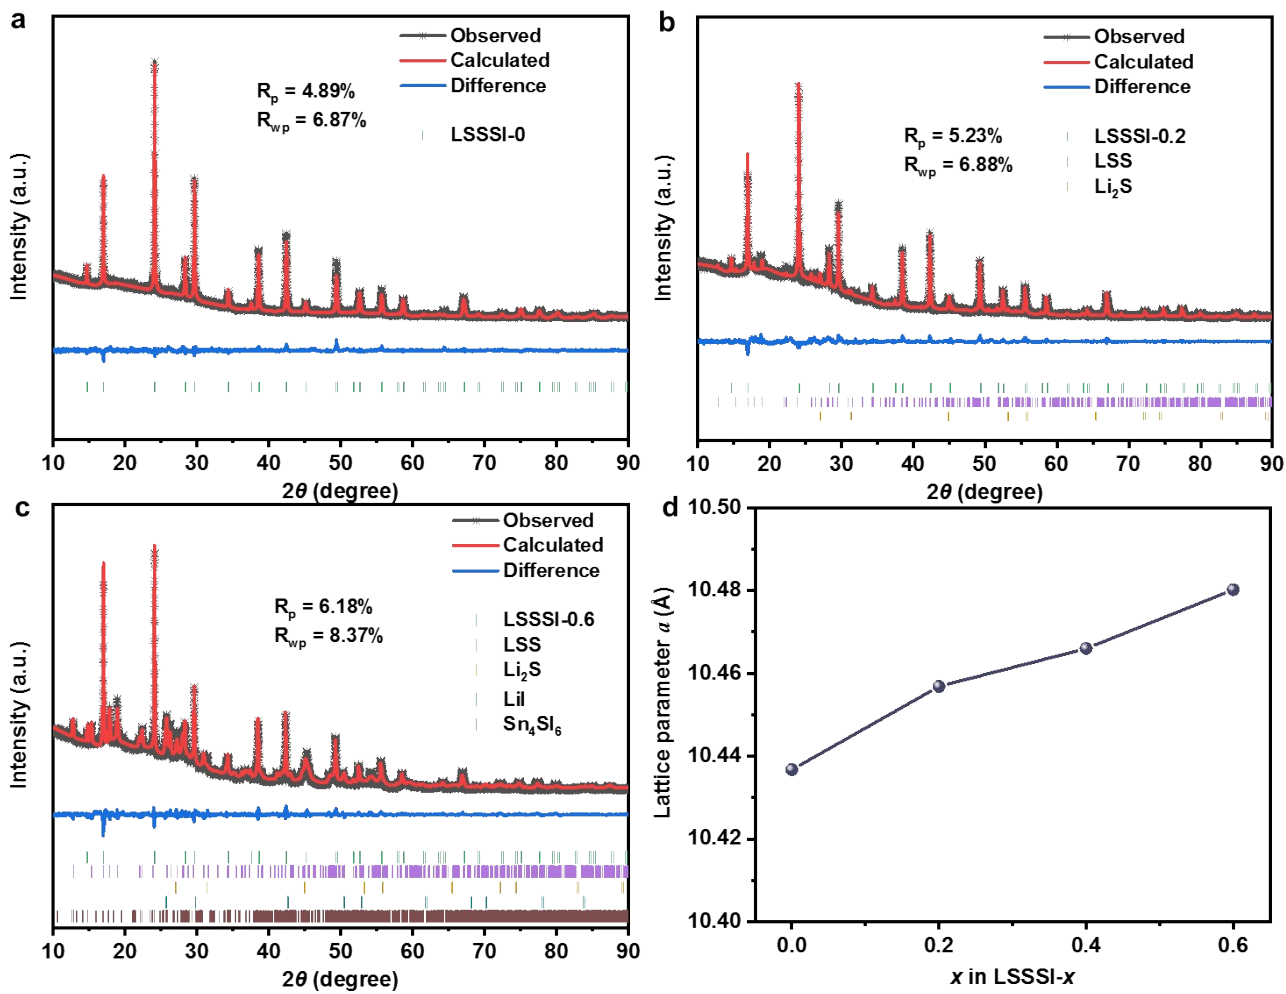 a
Observed
Calculated
Difference
Rp = 4.89%
Rwp = 6.87%
LSSSI-0
Intensity (a.u.)
10 20 30 40 50 60 70 80 90
2θ (degree)
b
Observed
Calculated
Difference
Rp = 5.23%
Rwp = 6.88%
LSSSI-0.2
LSS
Li2S
Intensity (a.u.)
10 20 30 40 50 60 70 80 90
2θ (degree)
c
Observed
Calculated
Difference
Rp = 6.18%
Rwp = 8.37%
LSSSI-0.6
LSS
Li2S
LiI
Sn4SI6
Intensity (a.u.)
10 20 30 40 50 60 70 80 90
2θ (degree)
d
10.50
10.48
10.46
10.44
10.42
10.40
Lattice parameter a (Å)
0.0 0.2 0.4 0.6
x in LSSSI-x